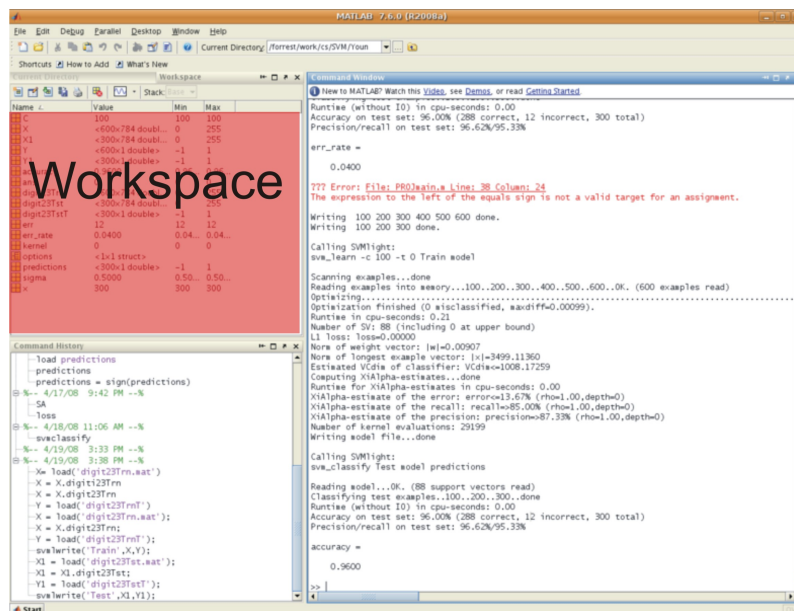 MATLAB 7.6.0 (R2008a)
File Edit Debug Parallel Desktop Window Help
Current Directory: /forrest/work/cs/SVM/Youn
Shortcuts How to Add What's New
Current Directory Workspace
Stack: Base
Name Value Min Max
C 100 100 100
X <600x784 doubl... 0 255
X1 <300x784 doubl... 0 255
Y <600x1 double> -1 1
Y1 <300x1 double> -1 1
digit23Tst <300x784 doubl... 255
digit23TstT <300x1 double> -1 1
err 12 12 12
err_rate 0.0400 0.04... 0.04...
kernel 0 0 0
options <1x1 struct>
predictions <300x1 double> -1 1
sigma 0.5000 0.50... 0.50...
x 300 300 300
Workspace
Command History
load predictions
predictions
predictions = sign(predictions)
%-- 4/17/08 9:42 PM --%
SA
loss
%-- 4/18/08 11:06 AM --%
svmclassify
%-- 4/19/08 3:33 PM --%
%-- 4/19/08 3:38 PM --%
X= load('digit23Trn.mat')
X = X.digiti23Trn
X = X.digit23Trn
Y = load('digit23TrnT')
X = load('digit23Trn.mat');
X = X.digit23Trn;
Y = load('digit23TrnT');
svmlwrite('Train',X,Y);
X1 = load('digit23Tst.mat');
X1 = X1.digit23Tst;
Y1 = load('digit23TstT');
svmlwrite('Test',X1,Y1);
Start
Command Window
New to MATLAB? Watch this Video, see Demos, or read Getting Started.
Runtime (without IO) in cpu-seconds: 0.00
Accuracy on test set: 96.00% (288 correct, 12 incorrect, 300 total)
Precision/recall on test set: 96.62%/95.33%
err_rate =
0.0400
??? Error: File: PROJmain.m Line: 38 Column: 24
The expression to the left of the equals sign is not a valid target for an assignment.
Writing 100 200 300 400 500 600 done.
Writing 100 200 300 done.
Calling SVMlight:
svm_learn -c 100 -t 0 Train model
Scanning examples...done
Reading examples into memory...100..200..300..400..500..600..OK. (600 examples read)
Optimizing.................................................................
Optimization finished (0 misclassified, maxdiff=0.00099).
Runtime in cpu-seconds: 0.21
Number of SV: 88 (including 0 at upper bound)
L1 loss: loss=0.00000
Norm of weight vector: |w|=0.00907
Norm of longest example vector: |x|=3499.11360
Estimated VCdim of classifier: VCdim<=1008.17259
Computing XiAlpha-estimates...done
Runtime for XiAlpha-estimates in cpu-seconds: 0.00
XiAlpha-estimate of the error: error<=13.67% (rho=1.00,depth=0)
XiAlpha-estimate of the recall: recall=>85.00% (rho=1.00,depth=0)
XiAlpha-estimate of the precision: precision=>87.33% (rho=1.00,depth=0)
Number of kernel evaluations: 29199
Writing model file...done
Calling SVMlight:
svm_classify Test model predictions
Reading model...OK. (88 support vectors read)
Classifying test examples..100..200..300..done
Runtime (without IO) in cpu-seconds: 0.00
Accuracy on test set: 96.00% (288 correct, 12 incorrect, 300 total)
Precision/recall on test set: 96.62%/95.33%
accuracy =
0.9600
>>